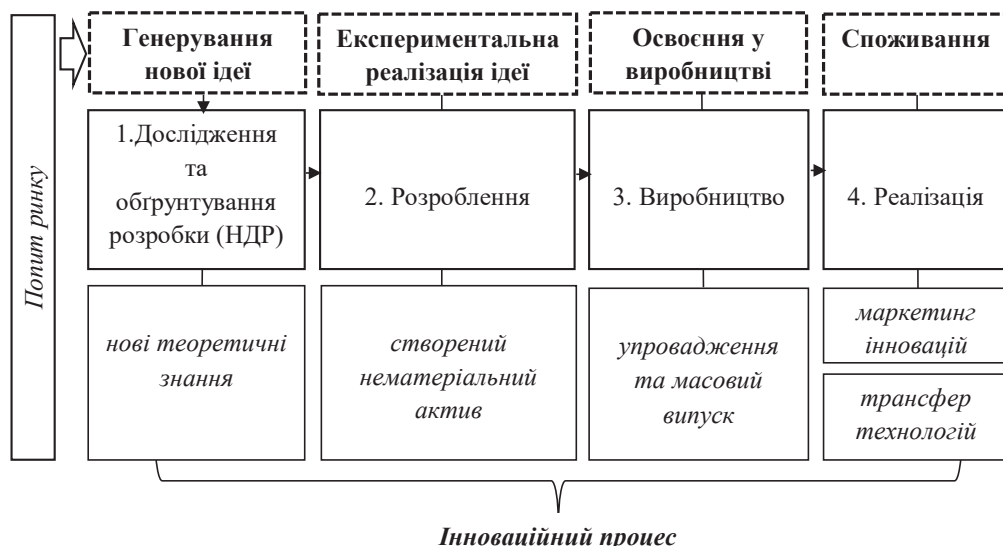 Попит ринку
Генерування
нової ідеї
Експериментальна
реалізація ідеї
Освоєння у
виробництві
Споживання
1.Дослідження
та
обґрунтування
розробки (НДР)
2. Розроблення
3. Виробництво
4. Реалізація
нові теоретичні
знання
створений
нематеріальний
актив
упровадження
та масовий
випуск
маркетинг
інновацій
трансфер
технологій
Інноваційний процес